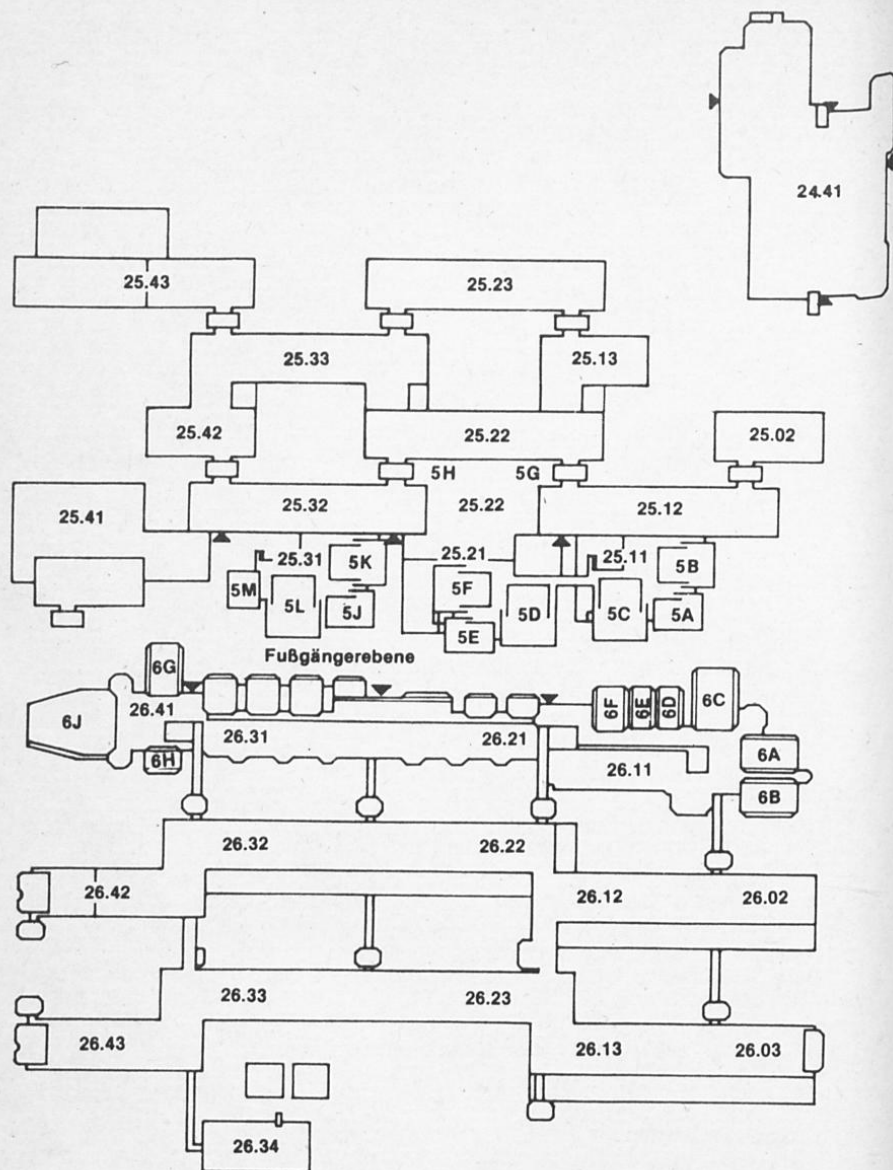 24.41
25.43
25.23
25.33
25.13
25.42
25.22
25.02
5H
5G
25.41
25.32
25.22
25.12
25.31
5K
25.21
25.11
5B
5M
5L
5J
5F
5E
5D
5C
5A
Fußgängerebene
6G
6J
26.41
6H
26.31
26.21
6F
6E
6D
6C
26.11
6A
6B
26.32
26.22
26.42
26.12
26.02
26.33
26.23
26.43
26.13
26.03
26.34